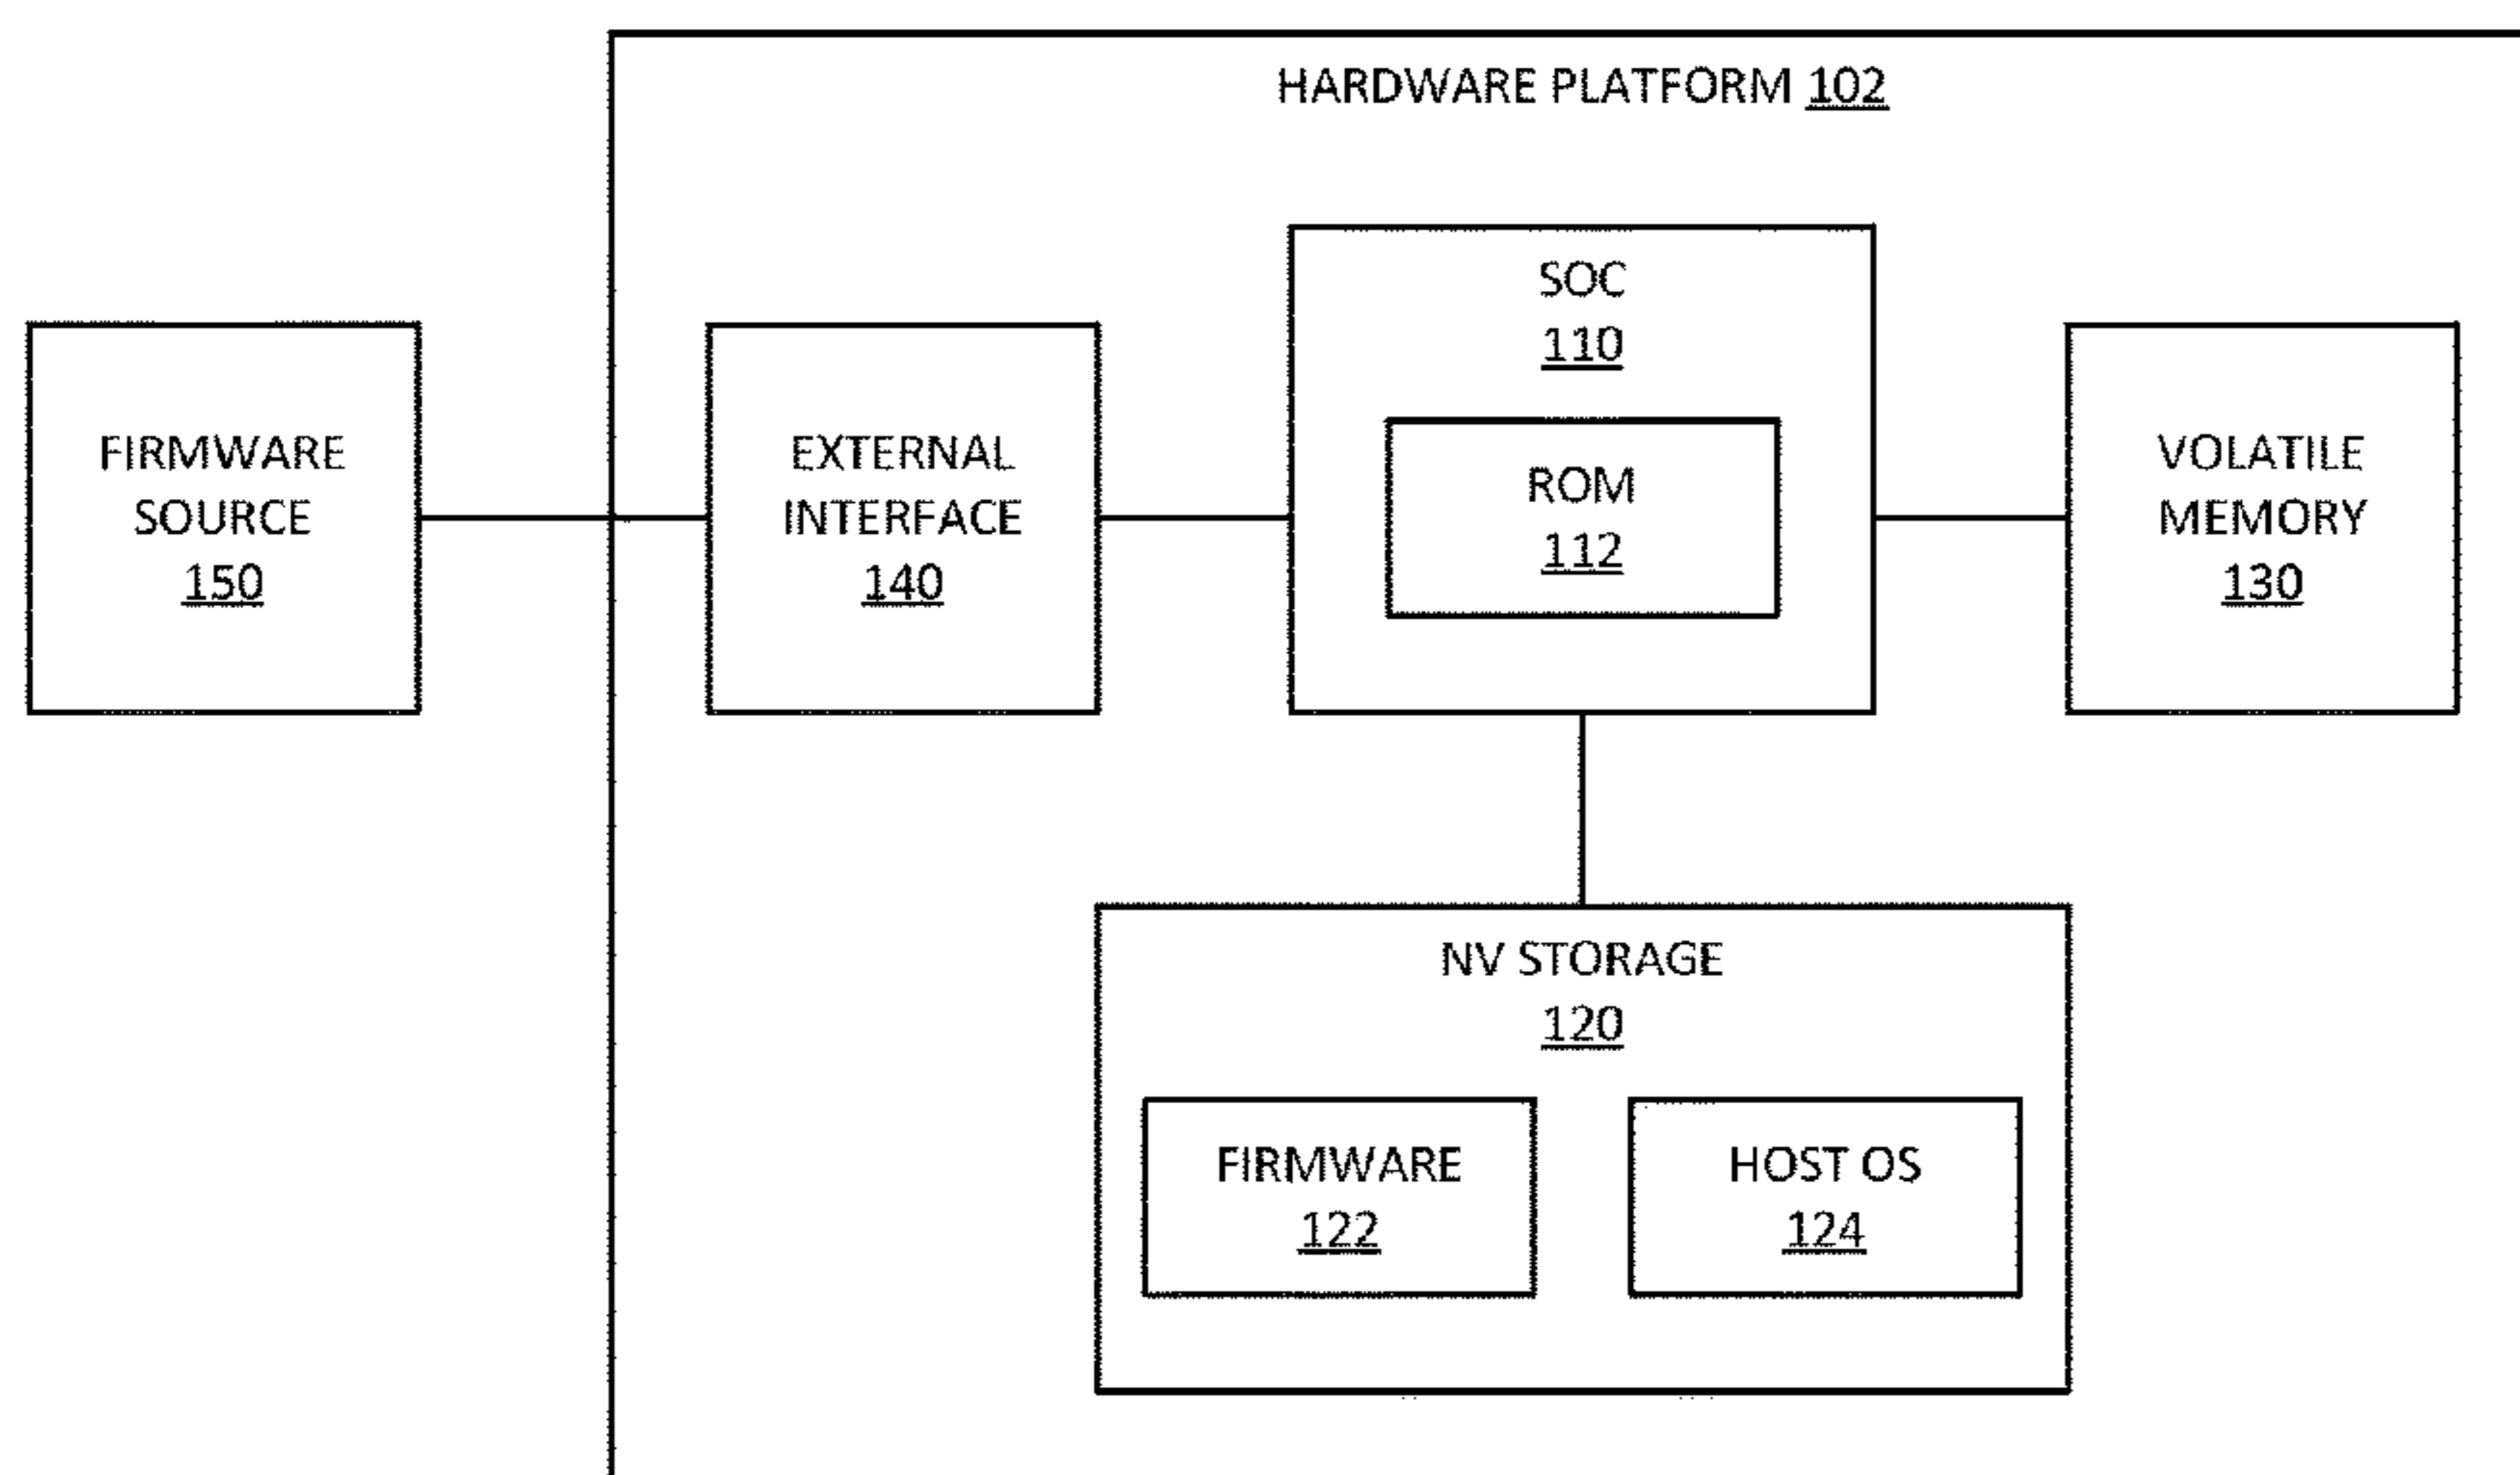 HARDWARE PLATFORM 102
SOC
110
ROM
112
FIRMWARE
SOURCE
150
EXTERNAL
INTERFACE
140
VOLATILE
MEMORY
130
NV STORAGE
120
FIRMWARE
122
HOST OS
124